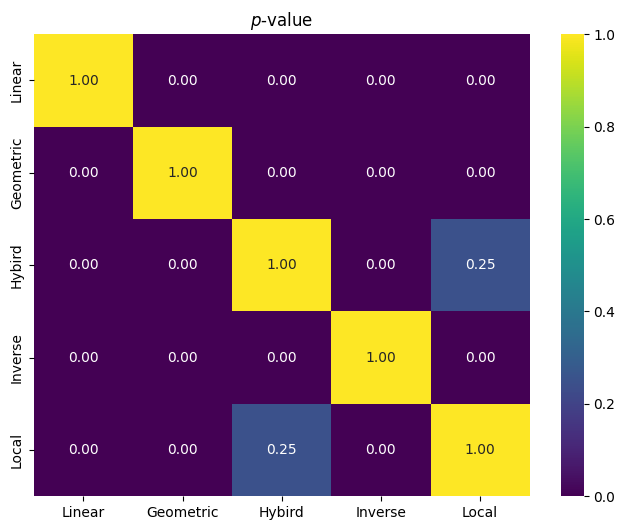 p-value
Linear 1.00 0.00 0.00 0.00 0.00
Geometric 0.00 1.00 0.00 0.00 0.00
Hybird 0.00 0.00 1.00 0.00 0.25
Inverse 0.00 0.00 0.00 1.00 0.00
Local 0.00 0.00 0.25 0.00 1.00
Linear Geometric Hybird Inverse Local
1.0
0.8
0.6
0.4
0.2
0.0